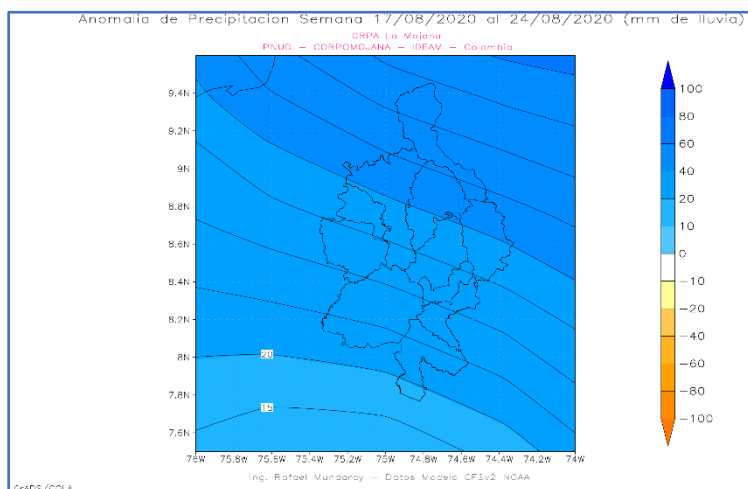 Anomalia de Precipitacion Semana 17/08/2020 al 24/08/2020 (mm de lluvia)
CRPA La Mojana
PNUD - CORPOMOJANA - IDEAM - Colombia
9.4N
9.2N
9N
8.8N
8.6N
8.4N
8.2N
8N
7.8N
7.6N
20
15
76W 75.8W 75.6W 75.4W 75.2W 75W 74.8W 74.6W 74.4W 74.2W 74W
100
80
60
40
20
0
-10
-20
-40
-60
-80
-100
Ing. Rafael Mundaray - Datos Modelo CFSv2 NOAA
GrADS/COLA